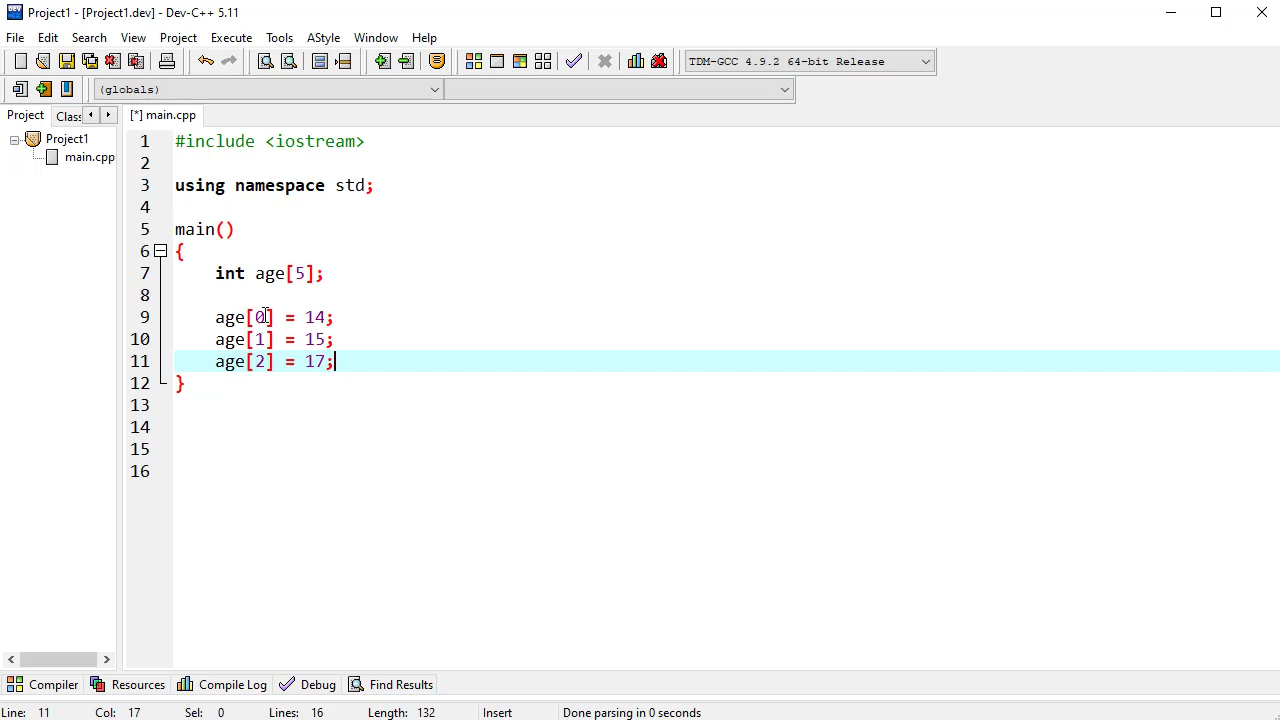 Project1 - [Project1.dev] - Dev-C++ 5.11
File Edit Search View Project Execute Tools AStyle Window Help
TDM-GCC 4.9.2 64-bit Release
(globals)
Project Class [*] main.cpp
Project1
main.cpp
1 #include <iostream>
2
3 using namespace std;
4
5 main()
6 {
7 int age[5];
8
9 age[0] = 14;
10 age[1] = 15;
11 age[2] = 17;
12 }
13
14
15
16
Compiler Resources Compile Log Debug Find Results
Line: 11 Col: 17 Sel: 0 Lines: 16 Length: 132 Insert Done parsing in 0 seconds